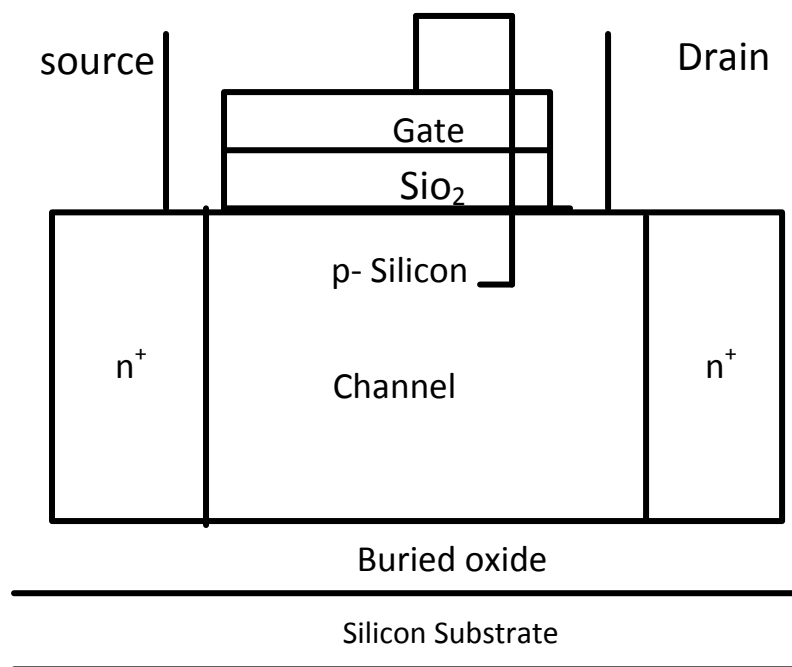 source
Drain
Gate
Sio₂
p- Silicon
n⁺
Channel
n⁺
Buried oxide
Silicon Substrate